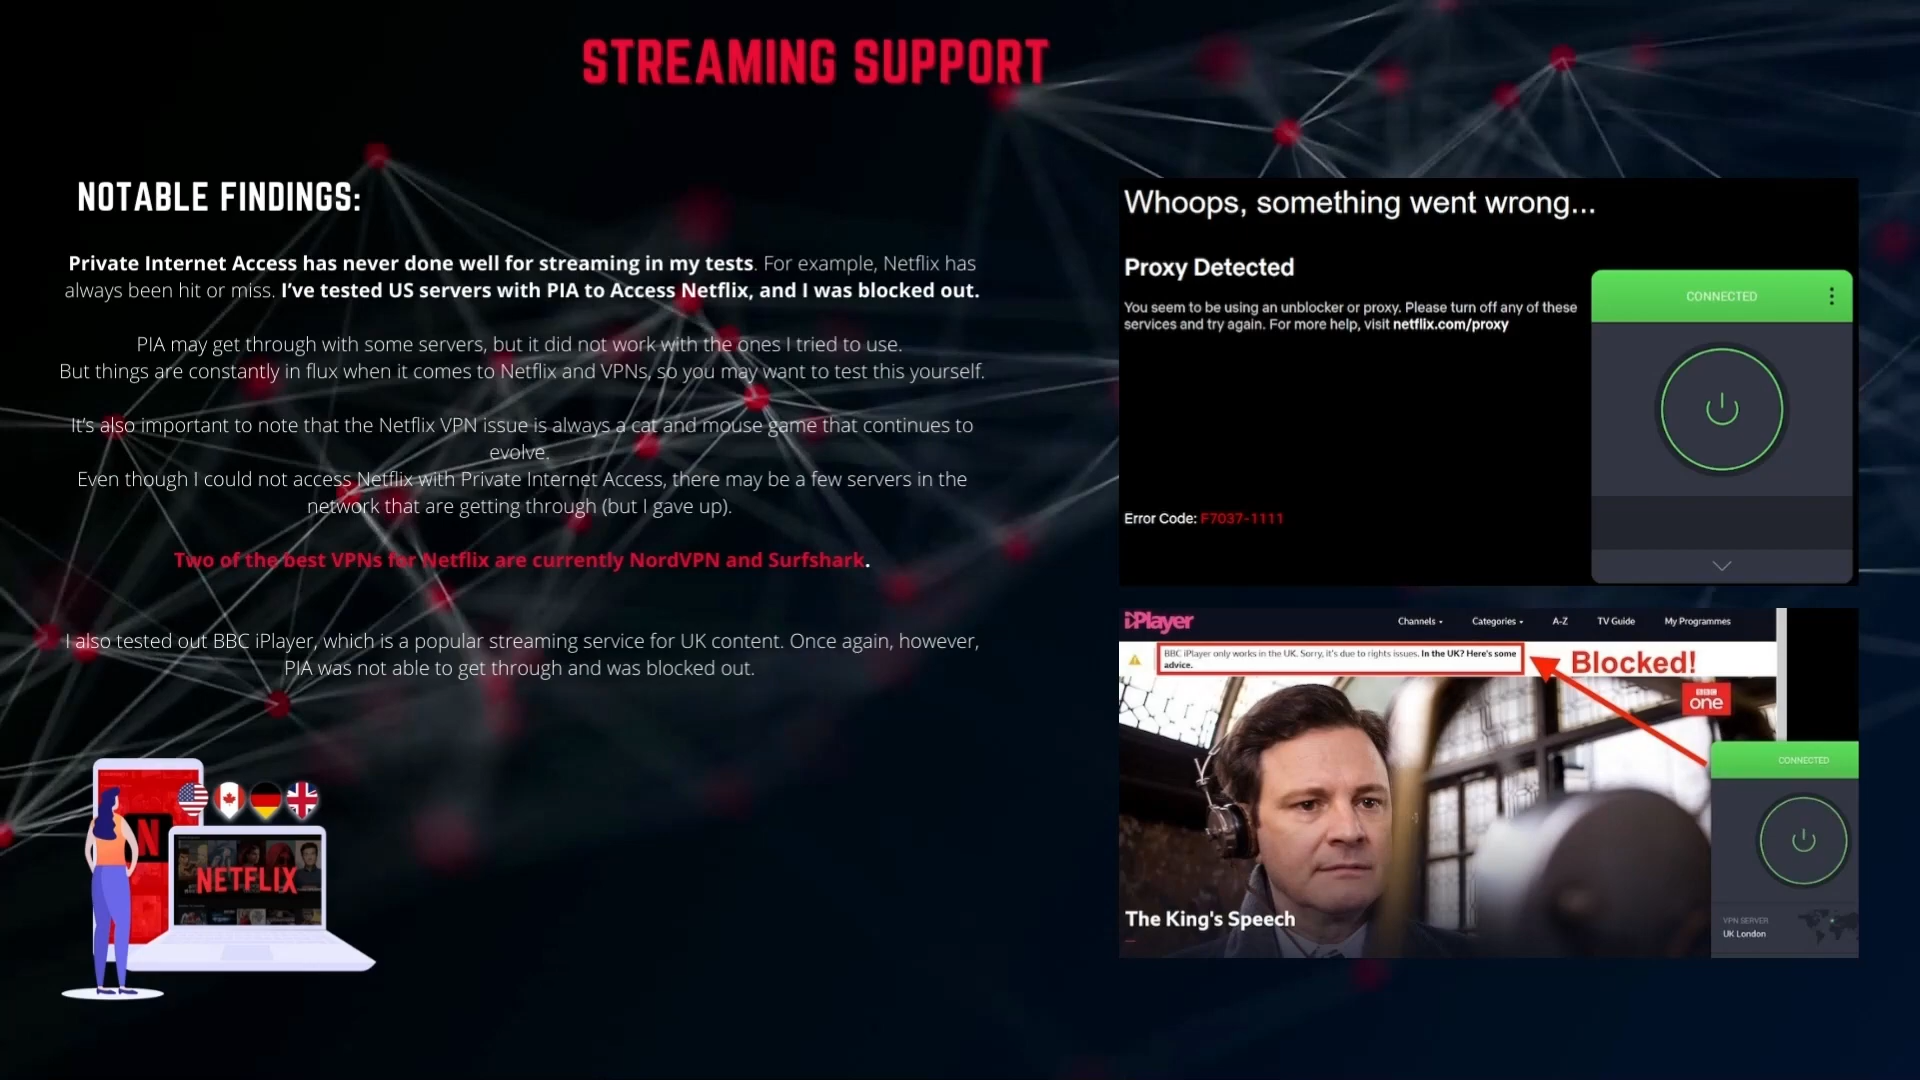 STREAMING SUPPORT
NOTABLE FINDINGS:
Private Internet Access has never done well for streaming in my tests. For example, Netflix has
always been hit or miss. I've tested US servers with PIA to Access Netflix, and I was blocked out.
PIA may get through with some servers, but it did not work with the ones I tried to use.
But things are constantly in flux when it comes to Netflix and VPNs, so you may want to test this yourself.
It's also important to note that the Netflix VPN issue is always a cat and mouse game that continues to
evolve.
Even though I could not access Netflix with Private Internet Access, there may be a few servers in the
network that are getting through (but I gave up).
Two of the best VPNs for Netflix are currently NordVPN and Surfshark.
I also tested out BBC iPlayer, which is a popular streaming service for UK content. Once again, however,
PIA was not able to get through and was blocked out.
N
NETFLIX
Whoops, something went wrong...
Proxy Detected
You seem to be using an unblocker or proxy. Please turn off any of these
services and try again. For more help, visit netflix.com/proxy
Error Code: F7037-1111
CONNECTED
iPlayer
Channels
Categories
A-Z
TV Guide
My Programmes
BBC iPlayer only works in the UK. Sorry, it's due to rights issues. In the UK? Here's some
advice.
Blocked!
BBC
one
CONNECTED
The King's Speech
VPN SERVER
UK London